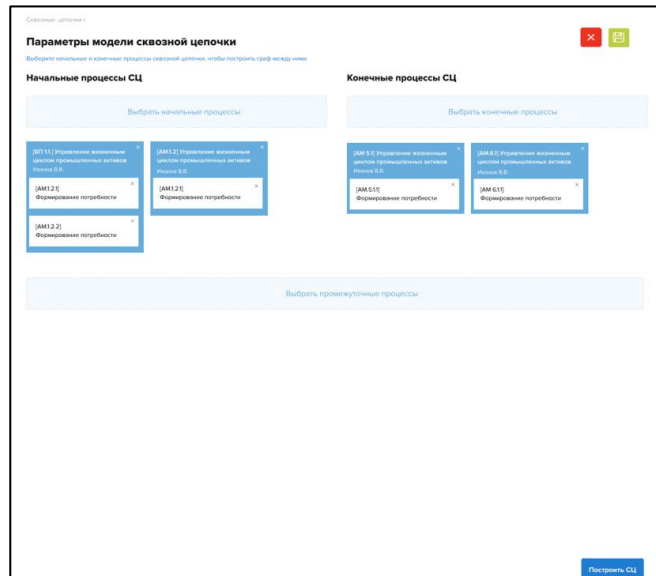 Сквозные цепочки /
Параметры модели сквозной цепочки
Выберите начальные и конечные процессы сквозной цепочки, чтобы построить граф между ними
Начальные процессы СЦ
Конечные процессы СЦ
Выбрать начальные процессы
Выбрать конечные процессы
[БП 1.1.] Управление жизненным
циклом промышленных активов
Иванов В.В.
[AM.1.2.1]
Формирование потребности
[AM.1.2.2]
Формирование потребности
[AM.1.2] Управление жизненным
циклом промышленных активов
Иванов В.В.
[AM.1.2.1]
Формирование потребности
[AM 5.1] Управление жизненным
циклом промышленных активов
Иванов В.В.
[AM.5.1.1]
Формирование потребности
[AM.6.1] Управление жизненным
циклом промышленных активов
Иванов В.В.
[AM 6.1.1]
Формирование потребности
Выбрать промежуточные процессы
Построить СЦ